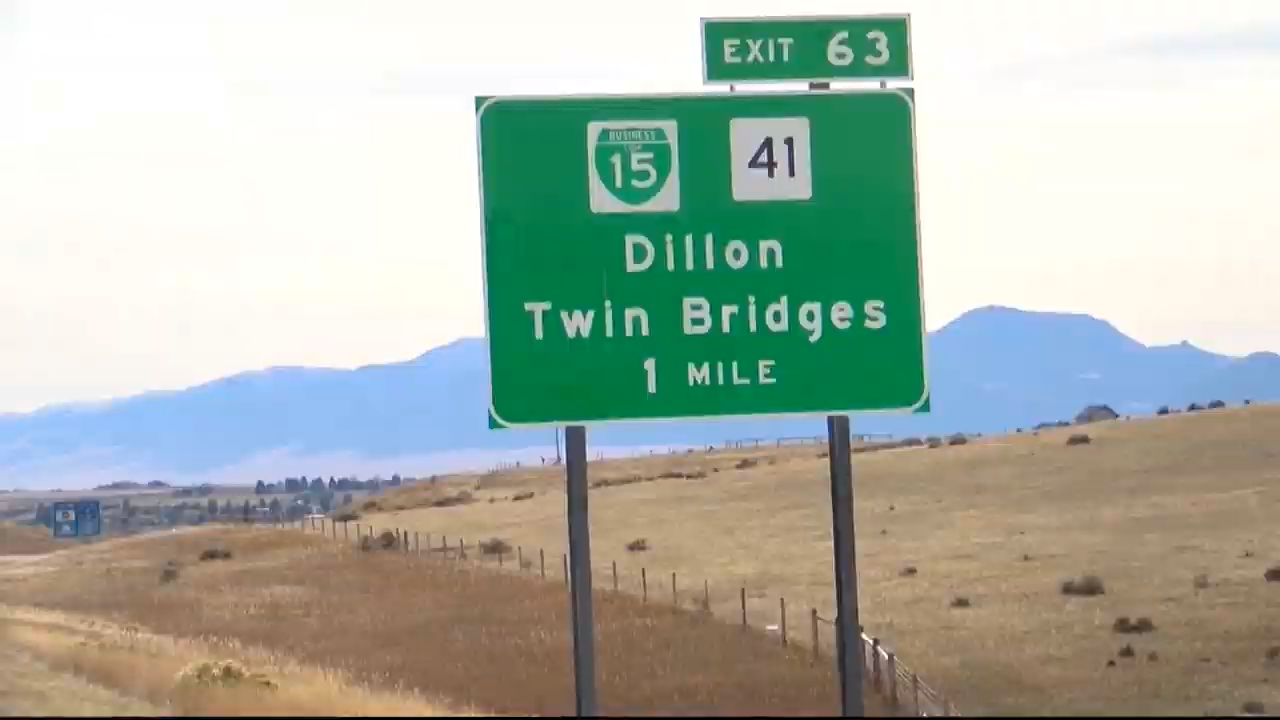 EXIT 63
BUSINESS
LOOP
15
41
Dillon
Twin Bridges
1 MILE